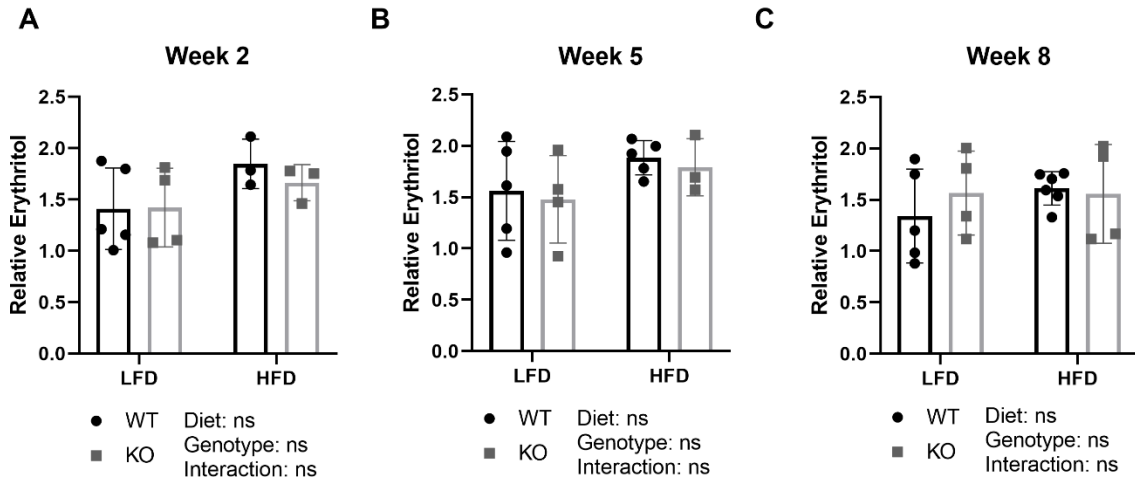 A
Week 2
Relative Erythritol
2.5
2.0
1.5
1.0
0.5
0.0
LFD
HFD
WT
KO
Diet: ns
Genotype: ns
Interaction: ns
B
Week 5
Relative Erythritol
2.5
2.0
1.5
1.0
0.5
0.0
LFD
HFD
WT
KO
Diet: ns
Genotype: ns
Interaction: ns
C
Week 8
Relative Erythritol
2.5
2.0
1.5
1.0
0.5
0.0
LFD
HFD
WT
KO
Diet: ns
Genotype: ns
Interaction: ns